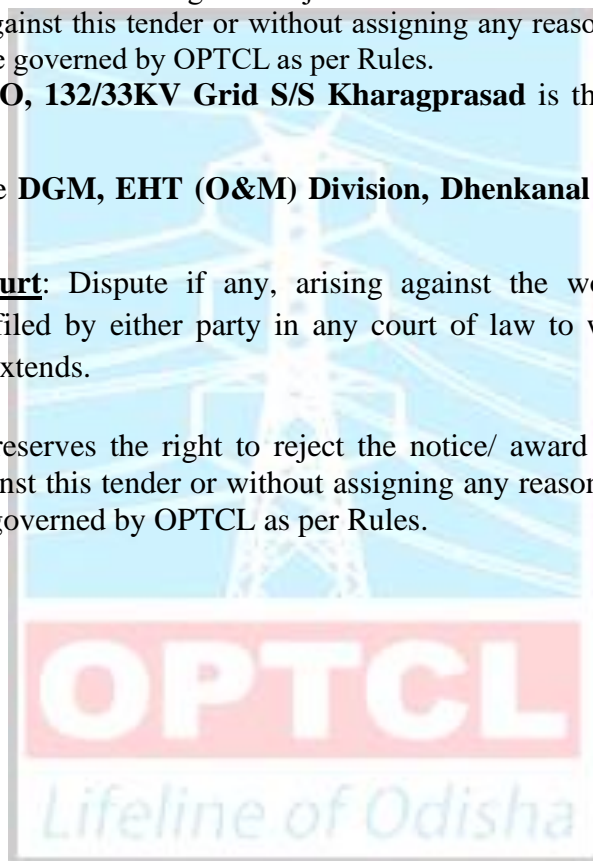 gainst this tender or without assigning any reaso
e governed by OPTCL as per Rules.
O, 132/33KV Grid S/S Kharagprasad is th
e DGM, EHT (O&M) Division, Dhenkanal
urt: Dispute if any, arising against the w
filed by either party in any court of law to
xtends.
reserves the right to reject the notice/ award
nst this tender or without assigning any reason
governed by OPTCL as per Rules.
OPTCL
Lifeline of Odisha